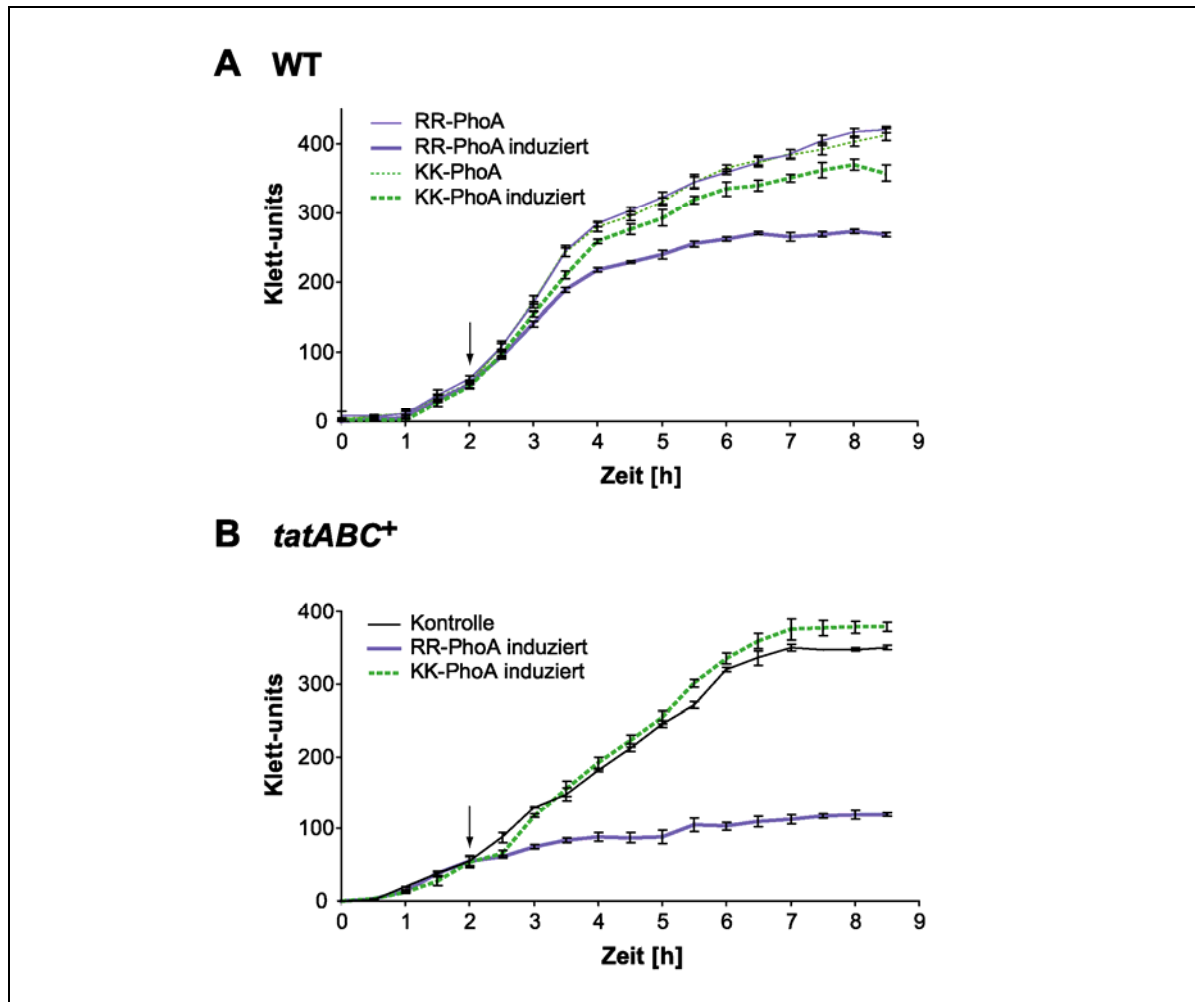 A WT
RR-PhoA
RR-PhoA induziert
KK-PhoA
KK-PhoA induziert
400
300
200
100
0
Klett-units
0 1 2 3 4 5 6 7 8 9
Zeit [h]
B tatABC+
Kontrolle
RR-PhoA induziert
KK-PhoA induziert
400
300
200
100
0
Klett-units
0 1 2 3 4 5 6 7 8 9
Zeit [h]